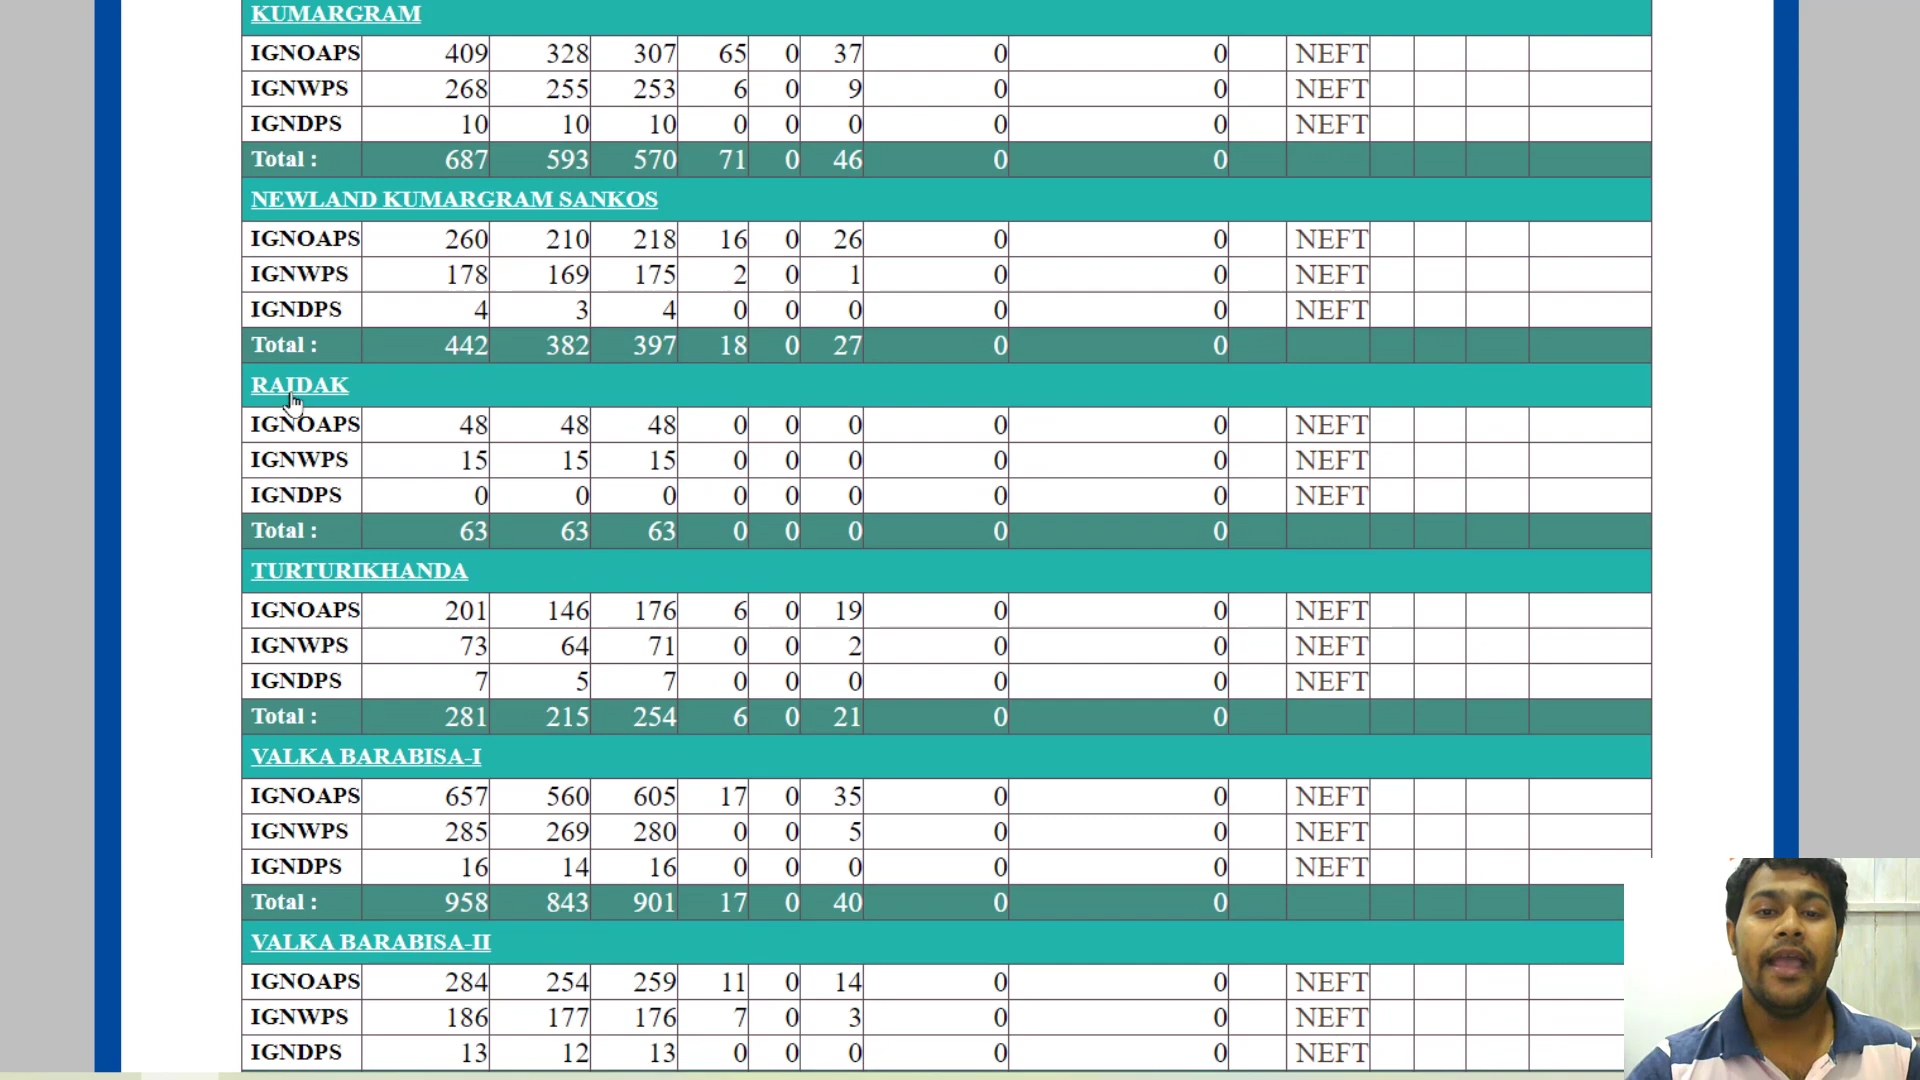 KUMARGRAM
IGNOAPS 409 328 307 65 0 37 0 0 NEFT
IGNWPS 268 255 253 6 0 9 0 0 NEFT
IGNDPS 10 10 10 0 0 0 0 0 NEFT
Total : 687 593 570 71 0 46 0 0
NEWLAND KUMARGRAM SANKOS
IGNOAPS 260 210 218 16 0 26 0 0 NEFT
IGNWPS 178 169 175 2 0 1 0 0 NEFT
IGNDPS 4 3 4 0 0 0 0 0 NEFT
Total : 442 382 397 18 0 27 0 0
RAIDAK
IGNOAPS 48 48 48 0 0 0 0 0 NEFT
IGNWPS 15 15 15 0 0 0 0 0 NEFT
IGNDPS 0 0 0 0 0 0 0 0 NEFT
Total : 63 63 63 0 0 0 0 0
TURTURIKHANDA
IGNOAPS 201 146 176 6 0 19 0 0 NEFT
IGNWPS 73 64 71 0 0 2 0 0 NEFT
IGNDPS 7 5 7 0 0 0 0 0 NEFT
Total : 281 215 254 6 0 21 0 0
VALKA BARABISA-I
IGNOAPS 657 560 605 17 0 35 0 0 NEFT
IGNWPS 285 269 280 0 0 5 0 0 NEFT
IGNDPS 16 14 16 0 0 0 0 0 NEFT
Total : 958 843 901 17 0 40 0 0
VALKA BARABISA-II
IGNOAPS 284 254 259 11 0 14 0 0 NEFT
IGNWPS 186 177 176 7 0 3 0 0 NEFT
IGNDPS 13 12 13 0 0 0 0 0 NEFT